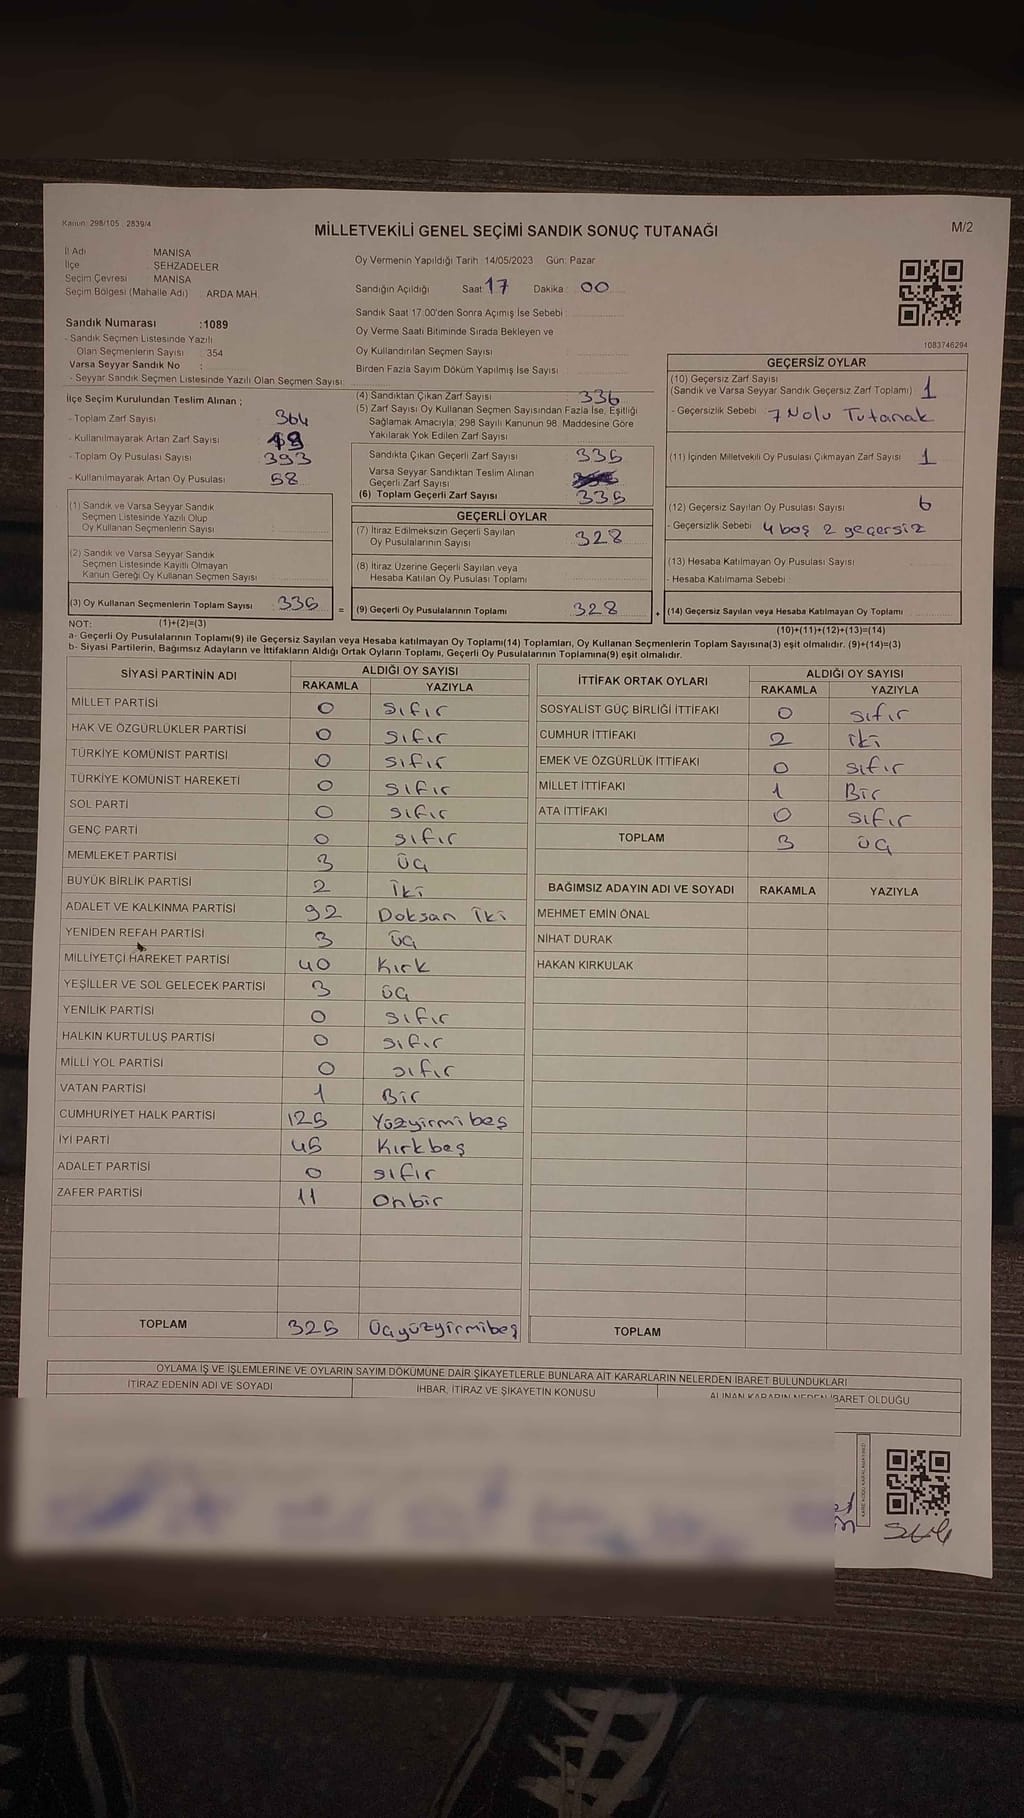 Kanun: 298/105 2839/4
MİLLETVEKİLİ GENEL SEÇİMİ SANDIK SONUÇ TUTANAĞI
M/2
İl Adı MANİSA
İlçe : ŞEHZADELER
Seçim Çevresi MANİSA
Seçim Bölgesi (Mahalle Adı) : ARDA MAH.
Oy Vermenin Yapıldığı Tarih :14/05/2023 Gün: Pazar
Sandığın Açıldığı Saat: 17 Dakika : 00
Sandık Saat 17.00'den Sonra Açımış İse Sebebi
Oy Verme Saati Bitiminde Sırada Bekleyen ve
Oy Kullandırılan Seçmen Sayısı
Birden Fazla Sayım Döküm Yapılmış İse Sayısı
1083746294
Sandık Numarası :1089
- Sandık Seçmen Listesinde Yazılı
Olan Seçmenlerin Sayısı : 354
Varsa Seyyar Sandık No :
- Seyyar Sandık Seçmen Listesinde Yazılı Olan Seçmen Sayısı:
İlçe Seçim Kurulundan Teslim Alınan ;
- Toplam Zarf Sayısı 364
- Kullanılmayarak Artan Zarf Sayısı
- Toplam Oy Pusulası Sayısı 393
- Kullanılmayarak Artan Oy Pusulası 58
(1) Sandık ve Varsa Seyyar Sandık
Seçmen Listesinde Yazılı Olup
Oy Kullanan Seçmenlerin Sayısı
(2) Sandık ve Varsa Seyyar Sandık
Seçmen Listesinde Kayıtlı Olmayan
Kanun Gereği Oy Kullanan Seçmen Sayısı
(3) Oy Kullanan Seçmenlerin Toplam Sayısı 336 =
(4) Sandıktan Çıkan Zarf Sayısı 336
(5) Zarf Sayısı Oy Kullanan Seçmen Sayısından Fazla İse, Eşitliği
Sağlamak Amacıyla; 298 Sayılı Kanunun 98. Maddesine Göre
Yakılarak Yok Edilen Zarf Sayısı
Sandıkta Çıkan Geçerli Zarf Sayısı 335
Varsa Seyyar Sandıktan Teslim Alınan
Geçerli Zarf Sayısı
(6) Toplam Geçerli Zarf Sayısı 335
GEÇERLİ OYLAR
(7) İtiraz Edilmeksizin Geçerli Sayılan
Oy Pusulalarının Sayısı 328
(8) İtiraz Üzerine Geçerli Sayılan veya
Hesaba Katılan Oy Pusulası Toplamı
(9) Geçerli Oy Pusulalarının Toplamı 328 +
GEÇERSİZ OYLAR
(10) Geçersiz Zarf Sayısı
(Sandık ve Varsa Seyyar Sandık Geçersiz Zarf Toplamı) 1
- Geçersizlik Sebebi : 7 Nolu Tutanak
(11) İçinden Milletvekili Oy Pusulası Çıkmayan Zarf Sayısı 1
(12) Geçersiz Sayılan Oy Pusulası Sayısı 6
- Geçersizlik Sebebi 4 boş 2 geçersiz
(13) Hesaba Katılmayan Oy Pusulası Sayısı
- Hesaba Katılmama Sebebi
(14) Geçersiz Sayılan veya Hesaba Katılmayan Oy Toplamı
NOT: (1)+(2)=(3) (10)+(11)+(12)+(13)=(14)
a- Geçerli Oy Pusulalarının Toplamı(9) ile Geçersiz Sayılan veya Hesaba katılmayan Oy Toplamı(14) Toplamları, Oy Kullanan Seçmenlerin Toplam Sayısına(3) eşit olmalıdır. (9)+(14)=(3)
b- Siyasi Partilerin, Bağımsız Adayların ve İttifakların Aldığı Ortak Oyların Toplamı, Geçerli Oy Pusulalarının Toplamına(9) eşit olmalıdır.
SİYASİ PARTİNİN ADI ALDIĞI OY SAYISI
RAKAMLA YAZIYLA
MİLLET PARTİSİ 0 sıfır
HAK VE ÖZGÜRLÜKLER PARTİSİ 0 sıfır
TÜRKİYE KOMÜNİST PARTİSİ 0 sıfır
TÜRKİYE KOMÜNİST HAREKETİ 0 sıfır
SOL PARTİ 0 sıfır
GENÇ PARTİ 0 sıfır
MEMLEKET PARTİSİ 3 üç
BÜYÜK BİRLİK PARTİSİ 2 İki
ADALET VE KALKINMA PARTİSİ 92 Doksan İki
YENİDEN REFAH PARTİSİ 3 üç
MİLLİYETÇİ HAREKET PARTİSİ 40 Kırk
YEŞİLLER VE SOL GELECEK PARTİSİ 3 üç
YENİLİK PARTİSİ 0 sıfır
HALKIN KURTULUŞ PARTİSİ 0 sıfır
MİLLİ YOL PARTİSİ 0 sıfır
VATAN PARTİSİ 1 Bir
CUMHURİYET HALK PARTİSİ 125 Yüzyirmi beş
İYİ PARTİ 45 Kırkbeş
ADALET PARTİSİ 0 sıfır
ZAFER PARTİSİ 11 Onbir
TOPLAM 325 Üçyüzyirmibeş
İTTİFAK ORTAK OYLARI ALDIĞI OY SAYISI
RAKAMLA YAZIYLA
SOSYALİST GÜÇ BİRLİĞİ İTTİFAKI 0 sıfır
CUMHUR İTTİFAKI 2 İki
EMEK VE ÖZGÜRLÜK İTTİFAKI 0 sıfır
MİLLET İTTİFAKI 1 Bir
ATA İTTİFAKI 0 sıfır
TOPLAM 3 üç
BAĞIMSIZ ADAYIN ADI VE SOYADI RAKAMLA YAZIYLA
MEHMET EMİN ÖNAL
NİHAT DURAK
HAKAN KIRKULAK
TOPLAM
OYLAMA İŞ VE İŞLEMLERİNE VE OYLARIN SAYIM DÖKÜMÜNE DAİR ŞİKAYETLERLE BUNLARA AİT KARARLARIN NELERDEN İBARET BULUNDUKLARI
İTİRAZ EDENİN ADI VE SOYADI İHBAR, İTİRAZ VE ŞİKAYETİN KONUSU ALINAN KARARIN NEDEN İBARET OLDUĞU